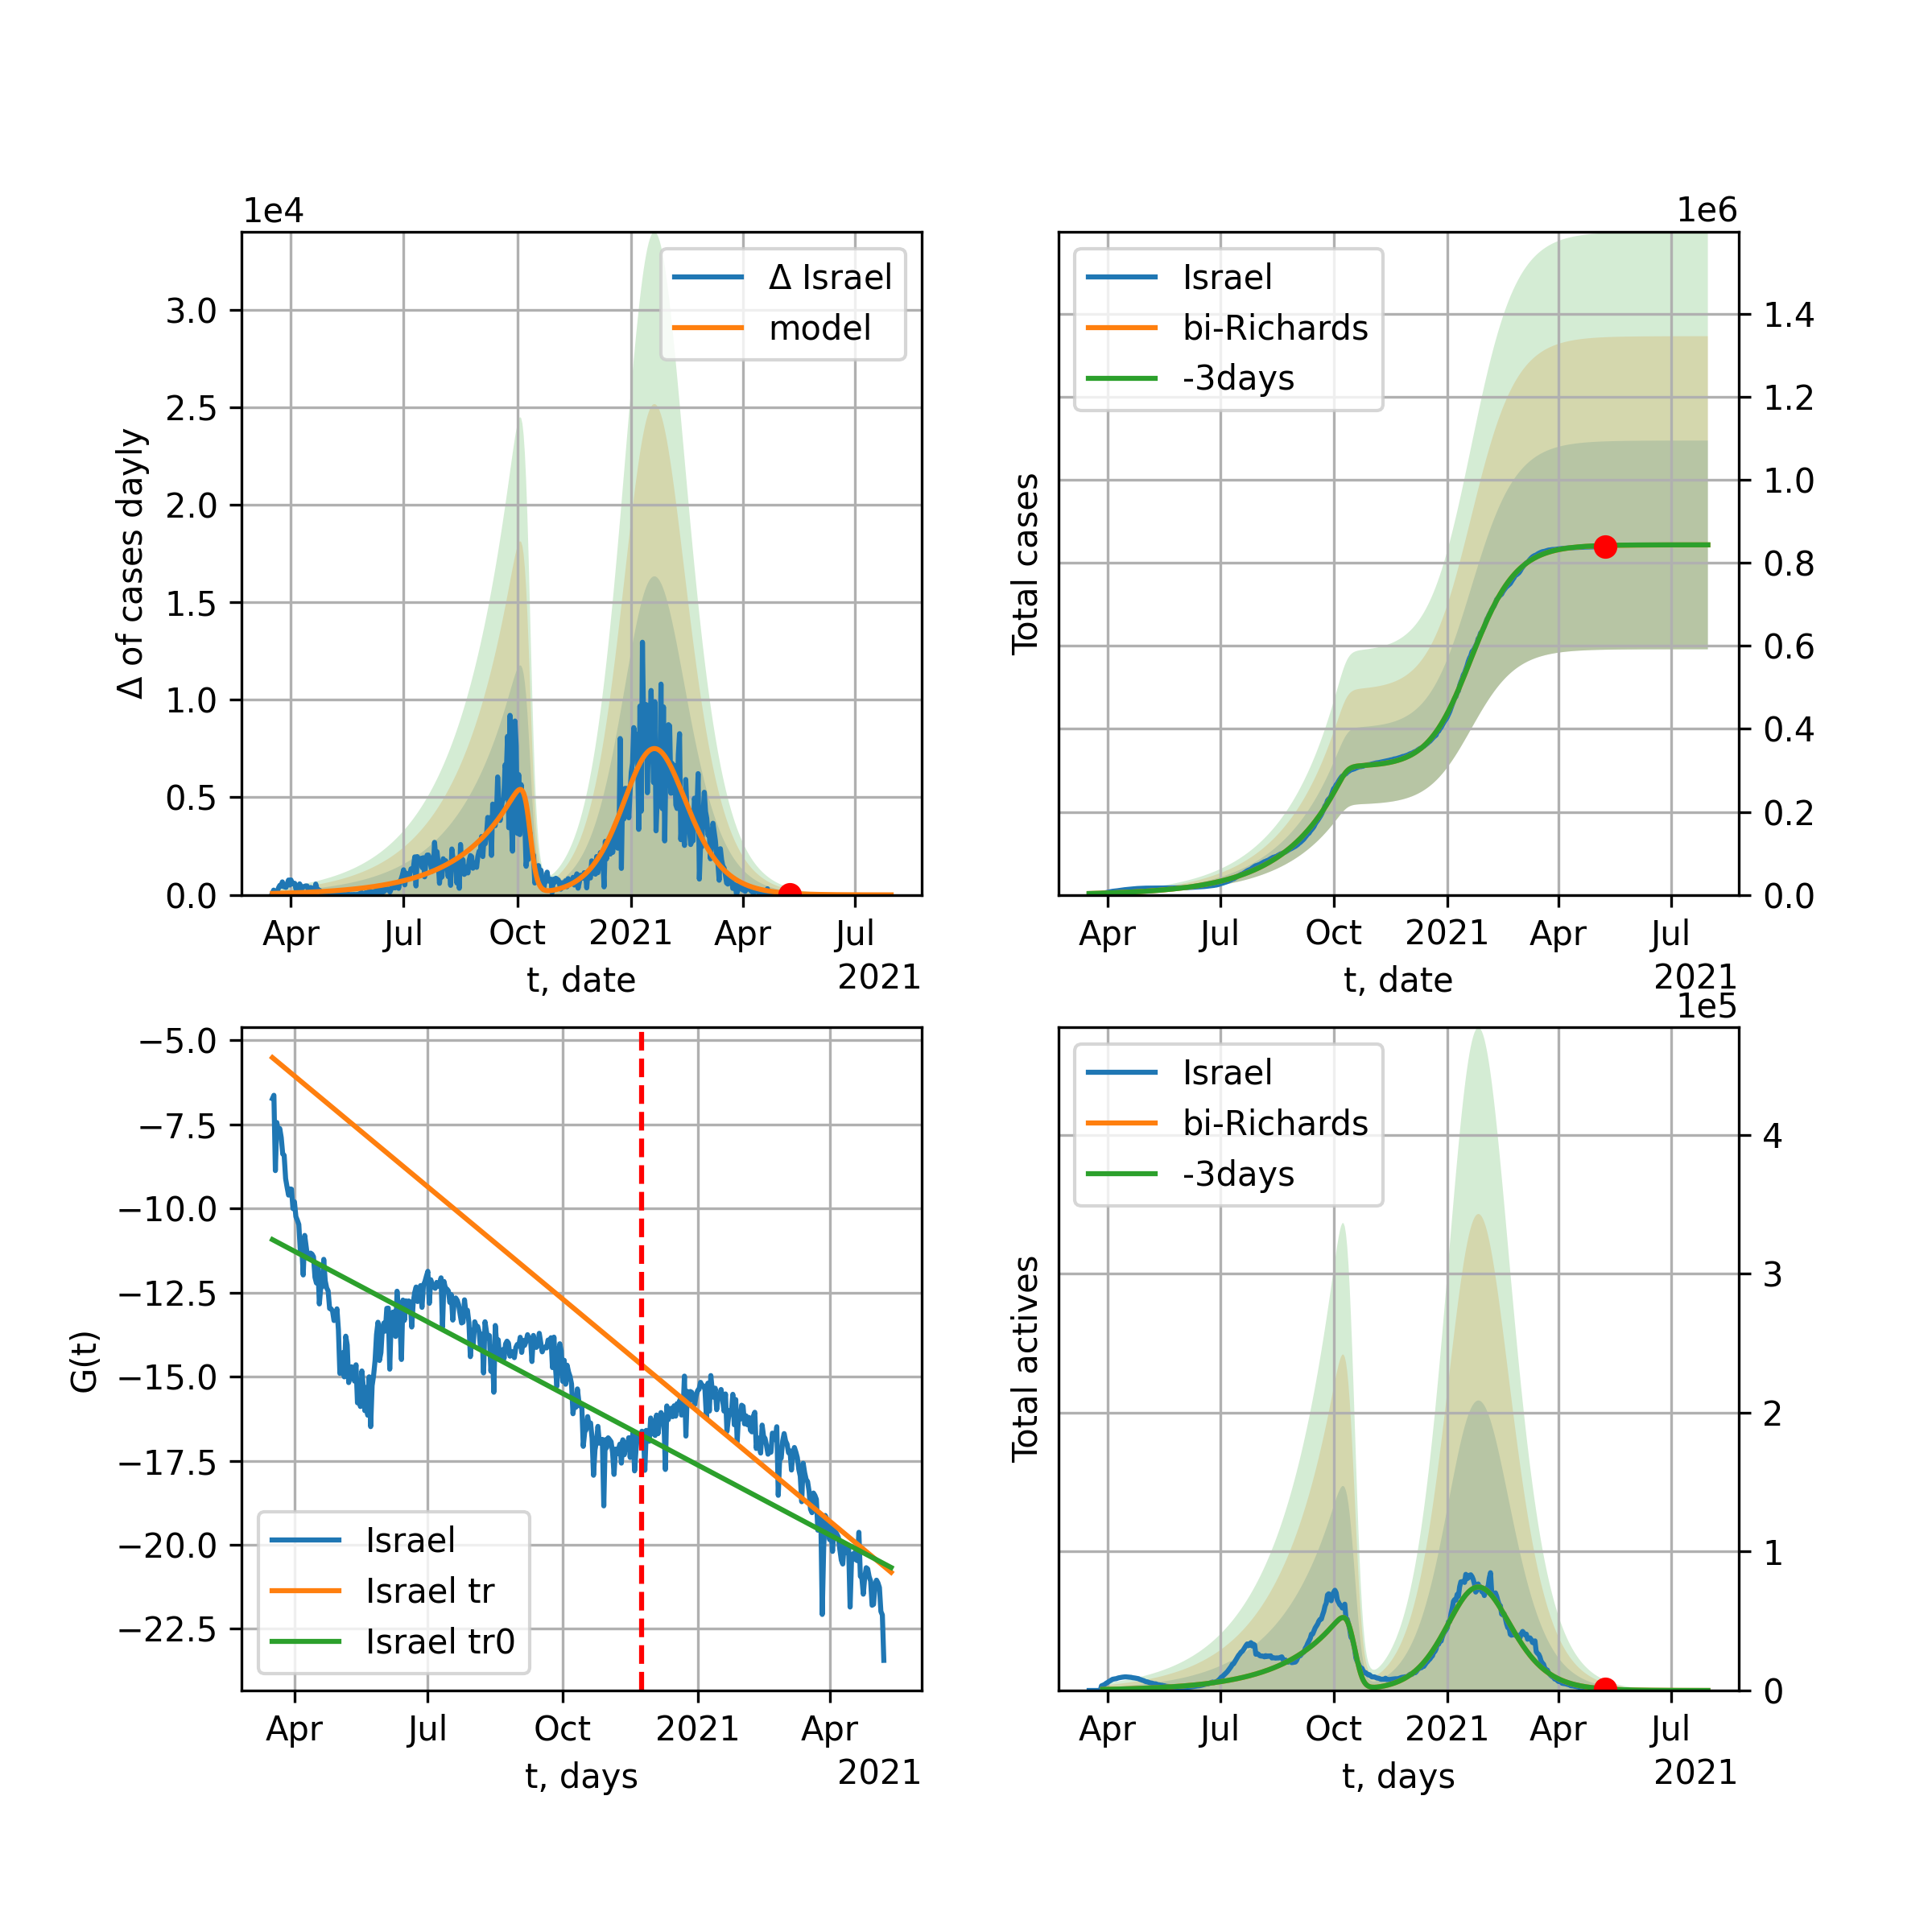 1e4
3.0
2.5
2.0
1.5
1.0
0.5
0.0
Δ of cases dayly
Δ Israel
model
Apr Jul Oct 2021 Apr Jul
t, date
2021
1e6
Total cases
Israel
bi-Richards
-3days
1.4
1.2
1.0
0.8
0.6
0.4
0.2
0.0
Apr Jul Oct 2021 Apr Jul
t, date
2021
−5.0
−7.5
−10.0
−12.5
−15.0
−17.5
−20.0
−22.5
G(t)
Israel
Israel tr
Israel tr0
Apr Jul Oct 2021 Apr
t, days
2021
1e5
Total actives
Israel
bi-Richards
-3days
4
3
2
1
0
Apr Jul Oct 2021 Apr Jul
t, days
2021